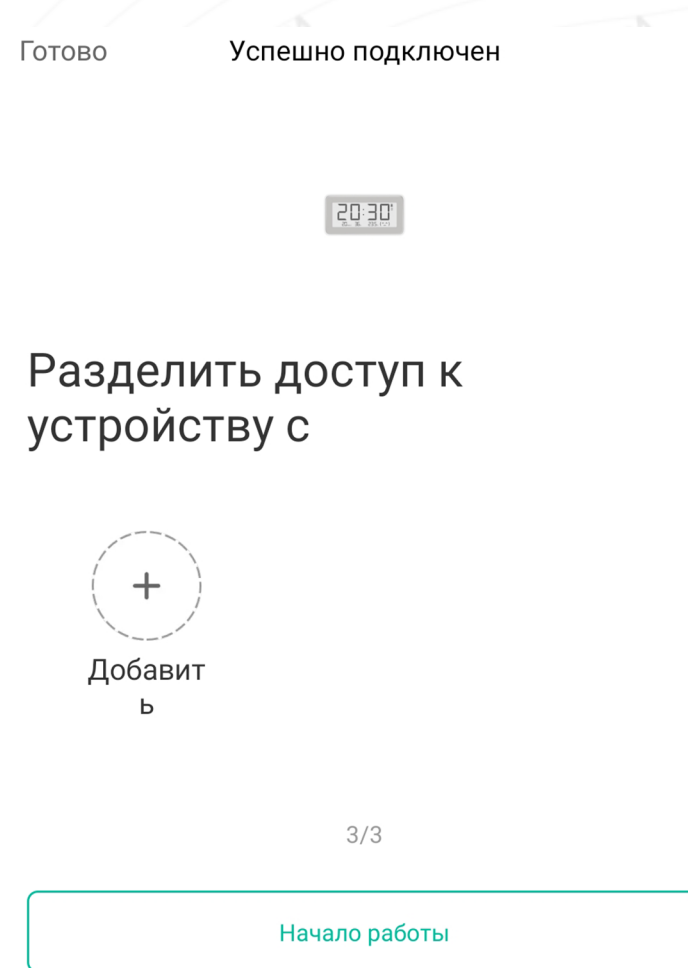 Готово
Успешно подключен
20:30
Разделить доступ к
устройству с
+
Добавит
ь
3/3
Начало работы